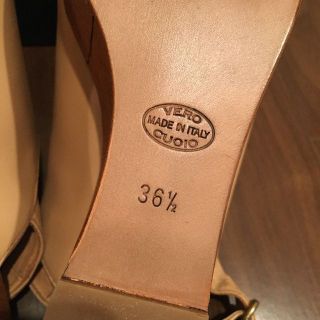 VERO
MADE IN ITALY
CUOIO
36½